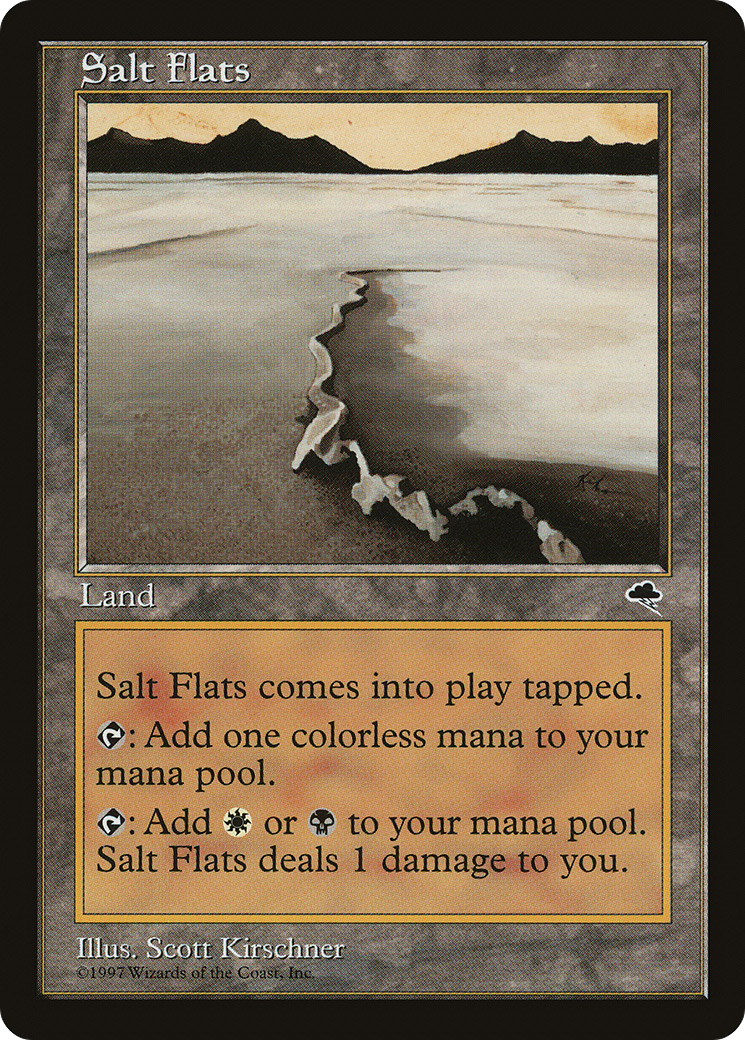 Salt Flats
Land
Salt Flats comes into play tapped.
: Add one colorless mana to your
mana pool.
: Add or to your mana pool.
Salt Flats deals 1 damage to you.
Illus. Scott Kirschner
©1997 Wizards of the Coast, Inc.